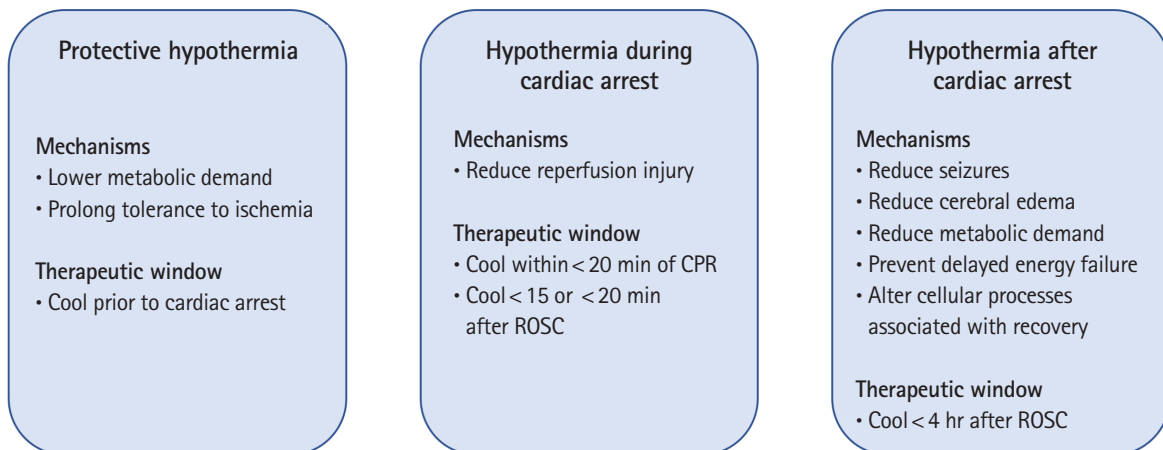 Protective hypothermia
Mechanisms
• Lower metabolic demand
• Prolong tolerance to ischemia
Therapeutic window
• Cool prior to cardiac arrest
Hypothermia during
cardiac arrest
Mechanisms
• Reduce reperfusion injury
Therapeutic window
• Cool within < 20 min of CPR
• Cool < 15 or < 20 min
after ROSC
Hypothermia after
cardiac arrest
Mechanisms
• Reduce seizures
• Reduce cerebral edema
• Reduce metabolic demand
• Prevent delayed energy failure
• Alter cellular processes
associated with recovery
Therapeutic window
• Cool < 4 hr after ROSC